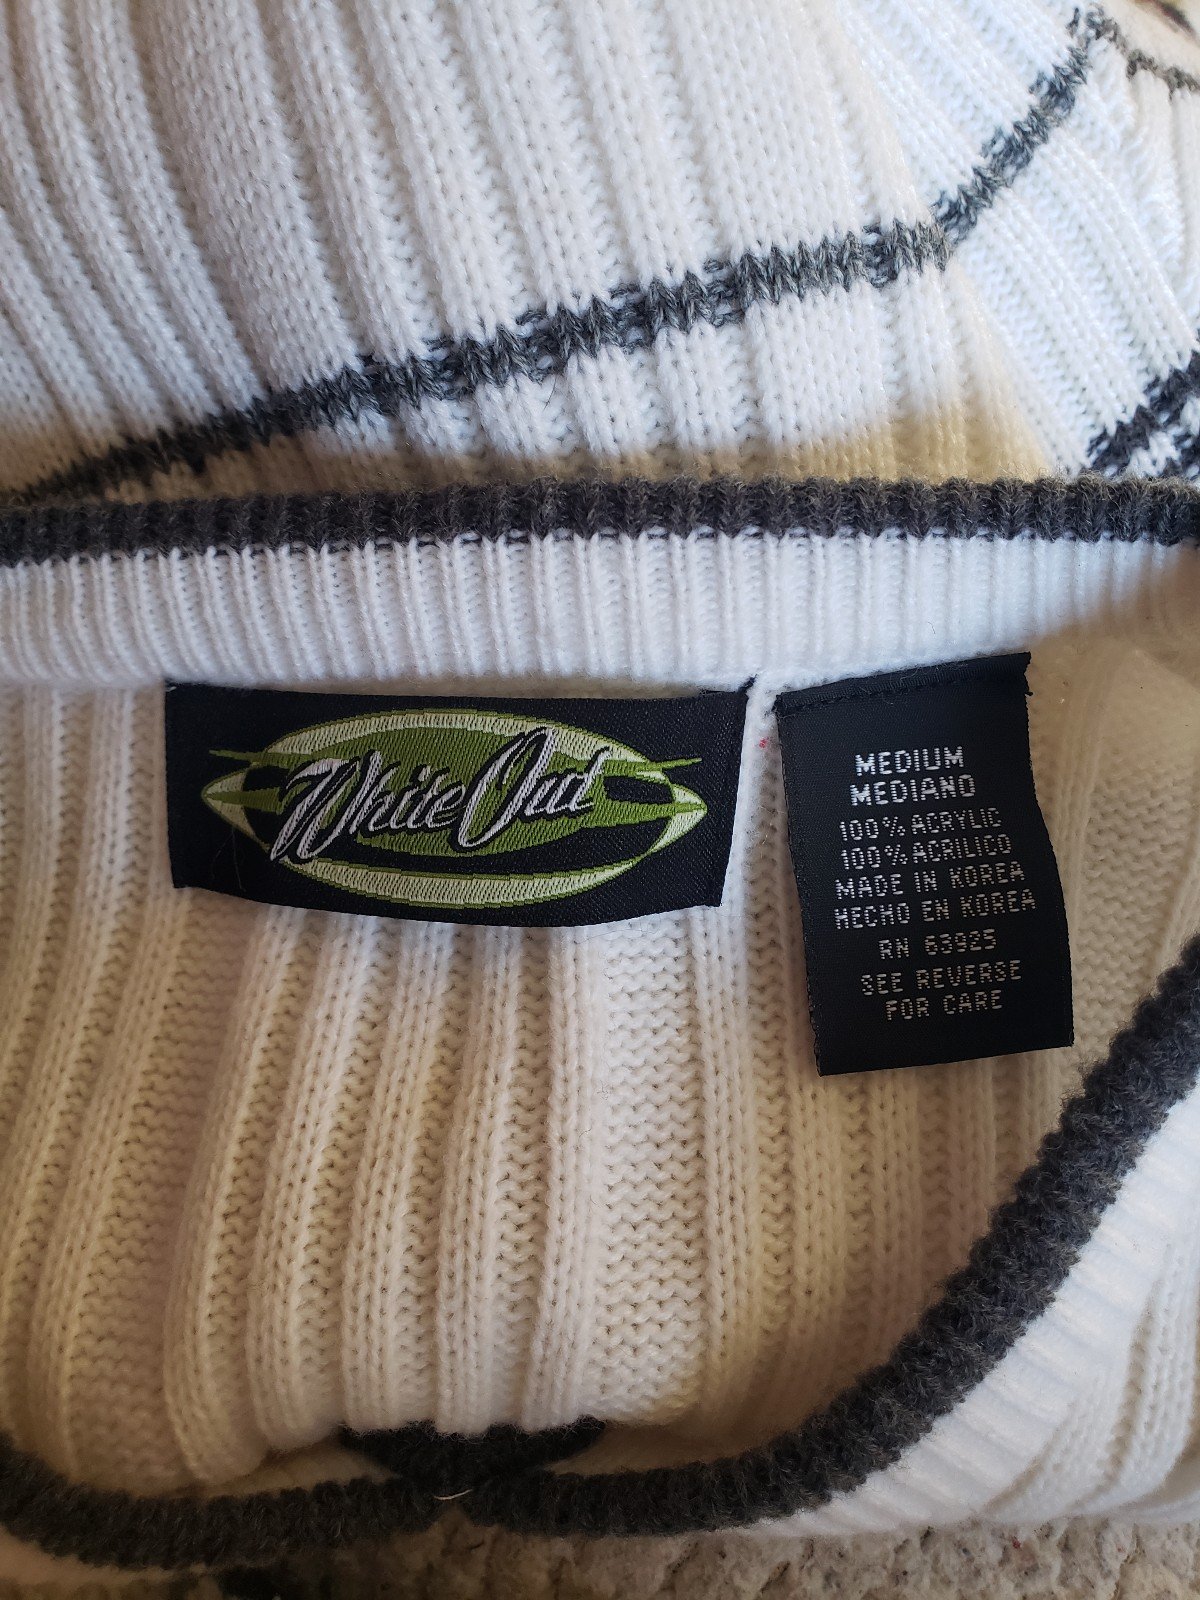 White Out
MEDIUM
MEDIANO
100% ACRYLIC
100% ACRILICO
MADE IN KOREA
HECHO EN KOREA
RN 63925
SEE REVERSE
FOR CARE